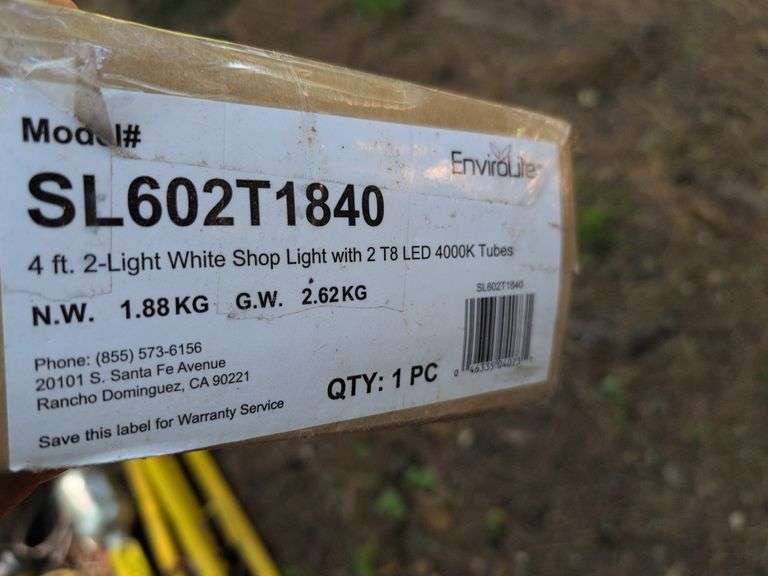 Model#
EnviroLite
SL602T1840
4 ft. 2-Light White Shop Light with 2 T8 LED 4000K Tubes
N.W. 1.88 KG G.W. 2.62 KG
SL602T1840
Phone: (855) 573-6156
20101 S. Santa Fe Avenue
Rancho Dominguez, CA 90221
QTY: 1 PC
Save this label for Warranty Service